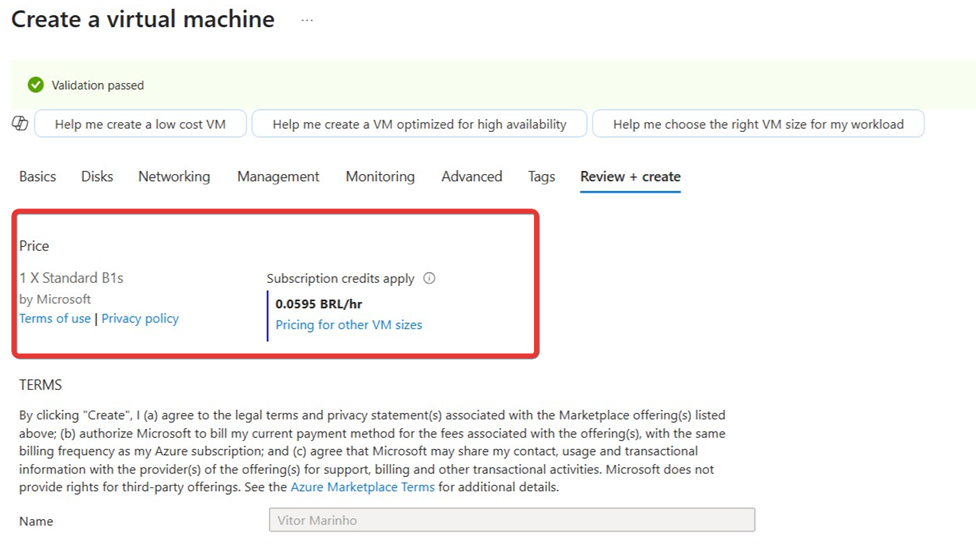 Create a virtual machine ...
Validation passed
Help me create a low cost VM
Help me create a VM optimized for high availability
Help me choose the right VM size for my workload
Basics Disks Networking Management Monitoring Advanced Tags Review + create
Price
1 X Standard B1s
by Microsoft
Terms of use | Privacy policy
Subscription credits apply
0.0595 BRL/hr
Pricing for other VM sizes
TERMS
By clicking "Create", I (a) agree to the legal terms and privacy statement(s) associated with the Marketplace offering(s) listed
above; (b) authorize Microsoft to bill my current payment method for the fees associated with the offering(s), with the same
billing frequency as my Azure subscription; and (c) agree that Microsoft may share my contact, usage and transactional
information with the provider(s) of the offering(s) for support, billing and other transactional activities. Microsoft does not
provide rights for third-party offerings. See the Azure Marketplace Terms for additional details.
Name
Vitor Marinho